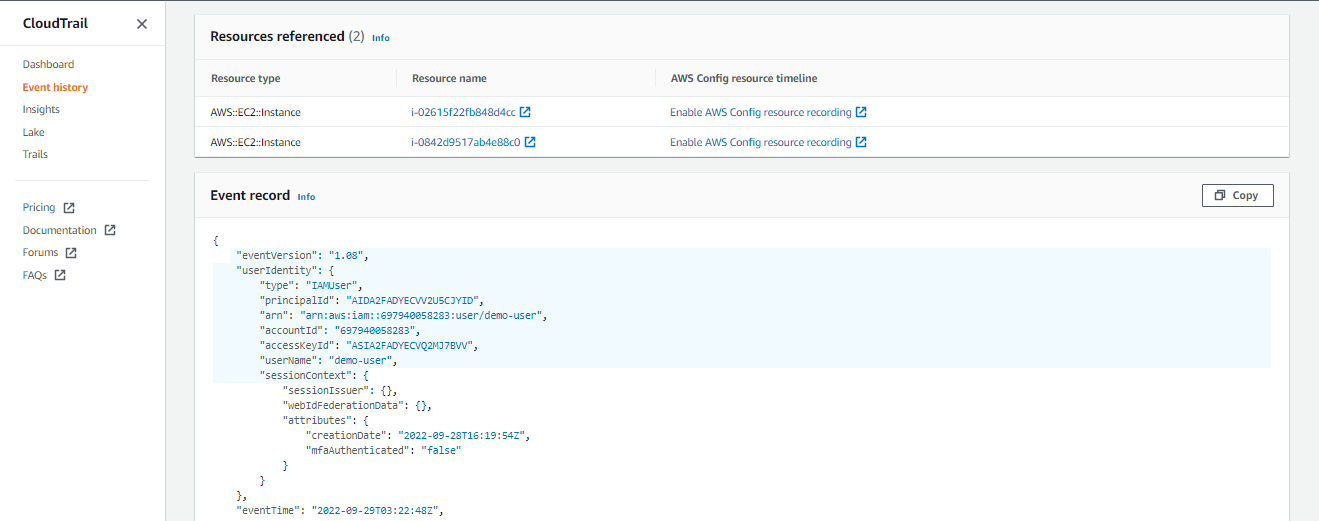 CloudTrail
Dashboard
Event history
Insights
Lake
Trails
Pricing
Documentation
Forums
FAQs
Resources referenced (2) Info
Resource type Resource name AWS Config resource timeline
AWS::EC2::Instance i-02615f22fb848d4cc Enable AWS Config resource recording
AWS::EC2::Instance i-0842d9517ab4e88c0 Enable AWS Config resource recording
Event record Info
Copy
{
"eventVersion": "1.08",
"userIdentity": {
"type": "IAMUser",
"principalId": "AIDA2FADYECVV2U5CJYID",
"arn": "arn:aws:iam::697940058283:user/demo-user",
"accountId": "697940058283",
"accessKeyId": "ASIA2FADYECVQ2MJ7BVV",
"userName": "demo-user",
"sessionContext": {
"sessionIssuer": {},
"webIdFederationData": {},
"attributes": {
"creationDate": "2022-09-28T16:19:54Z",
"mfaAuthenticated": "false"
}
}
},
"eventTime": "2022-09-29T03:22:48Z",